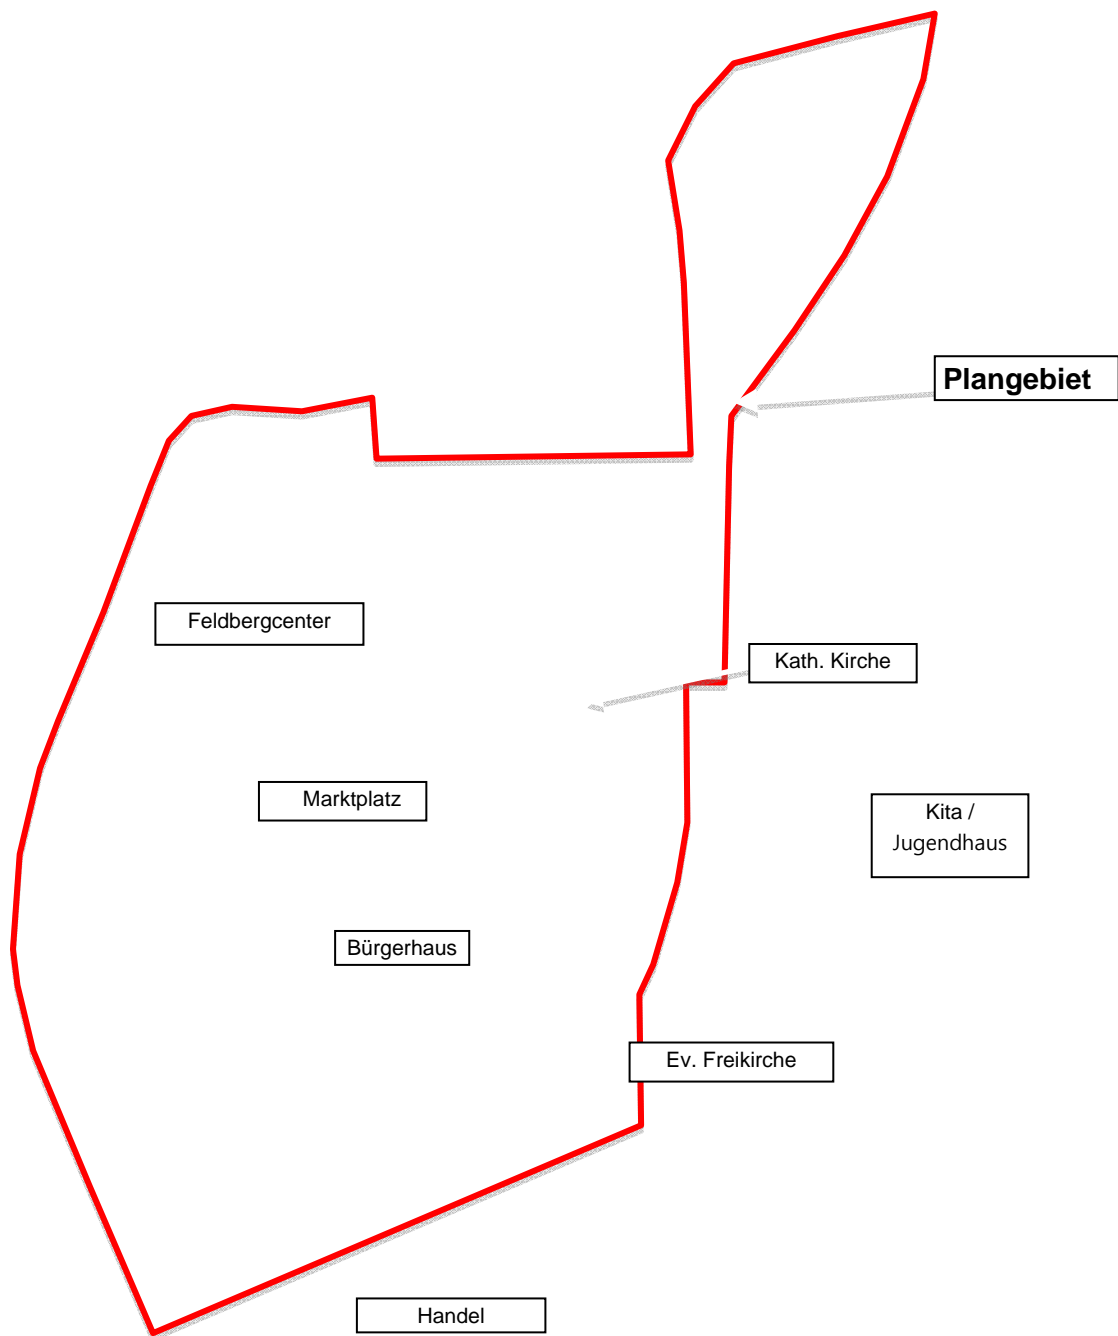 Plangebiet
Feldbergcenter
Kath. Kirche
Marktplatz
Kita /
Jugendhaus
Bürgerhaus
Ev. Freikirche
Handel